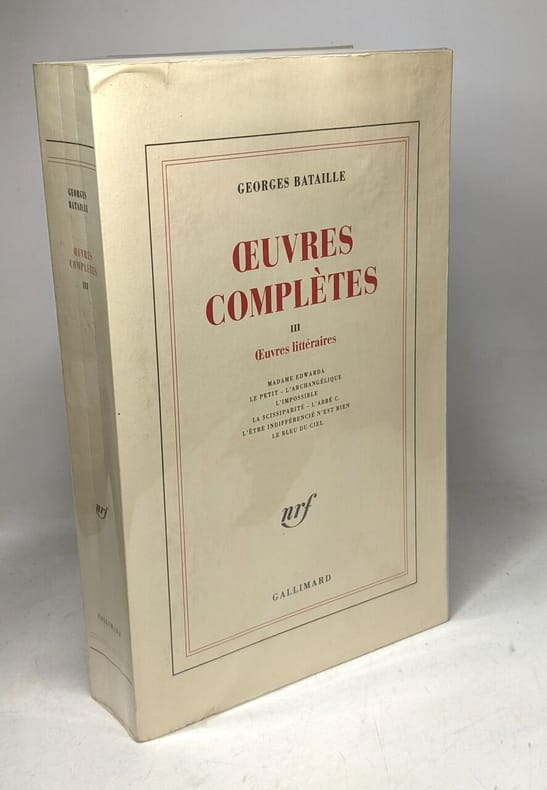 GEORGES BATAILLE
ŒUVRES
COMPLÈTES
III
Œuvres littéraires
MADAME EDWARDA
LE PETIT – L'ARCHANGÉLIQUE
L'IMPOSSIBLE
LA SCISSIPARITÉ – L'ABBÉ C.
L'ÊTRE INDIFFÉRENCIÉ N'EST RIEN
LE BLEU DU CIEL
nrf
GALLIMARD
GEORGES
BATAILLE
ŒUVRES
COMPLÈTES
III
nrf
GALLIMARD